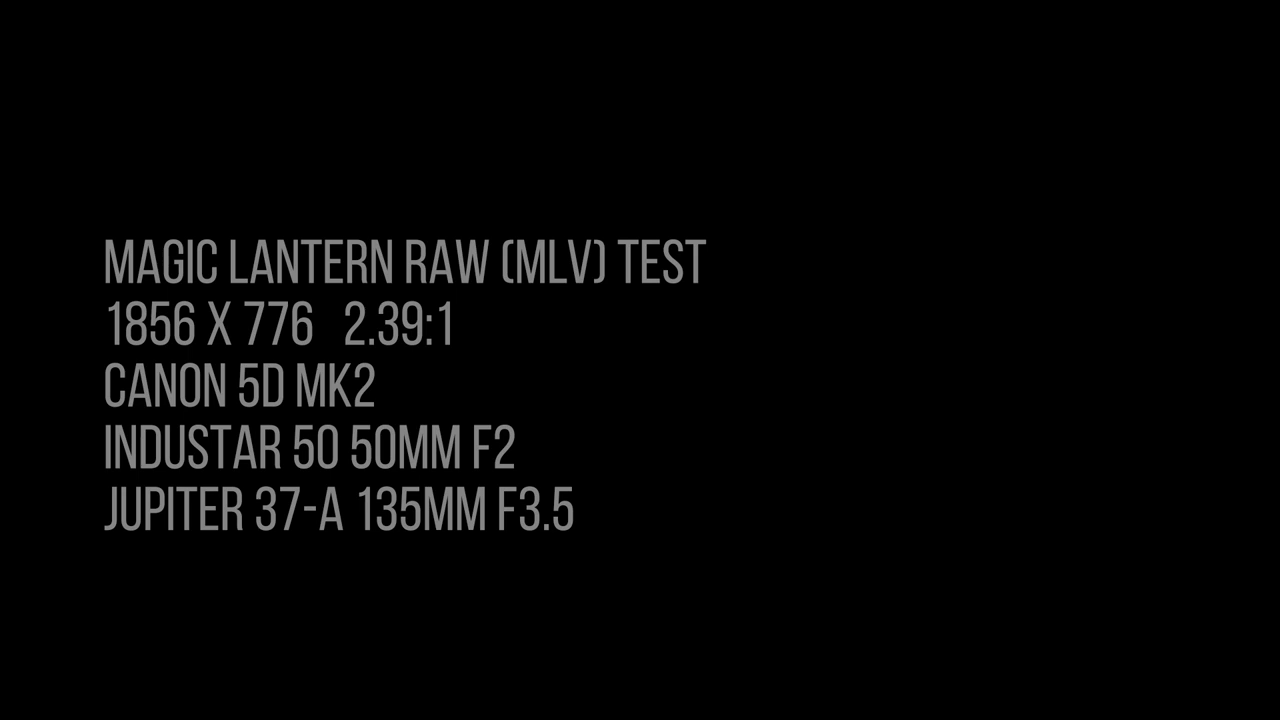 MAGIC LANTERN RAW (MLV) TEST
1856 X 776   2.39:1
CANON 5D MK2
INDUSTAR 50 50MM F2
JUPITER 37-A 135MM F3.5